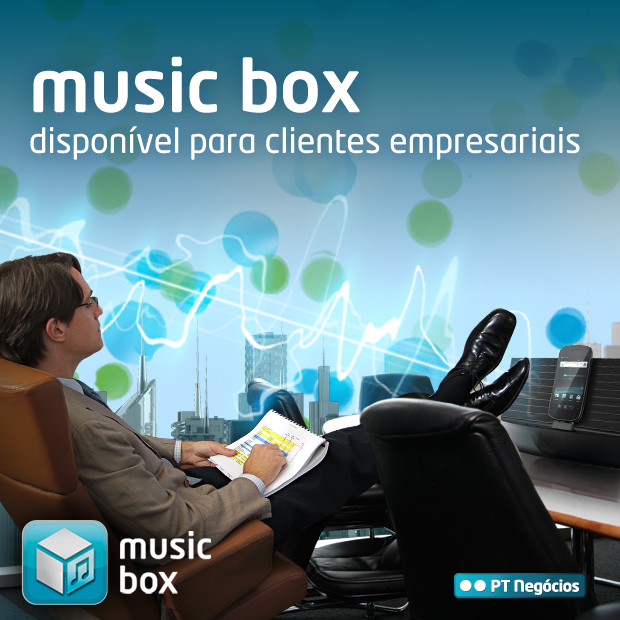 music box
disponível para clientes empresariais
music
box
PT Negócios